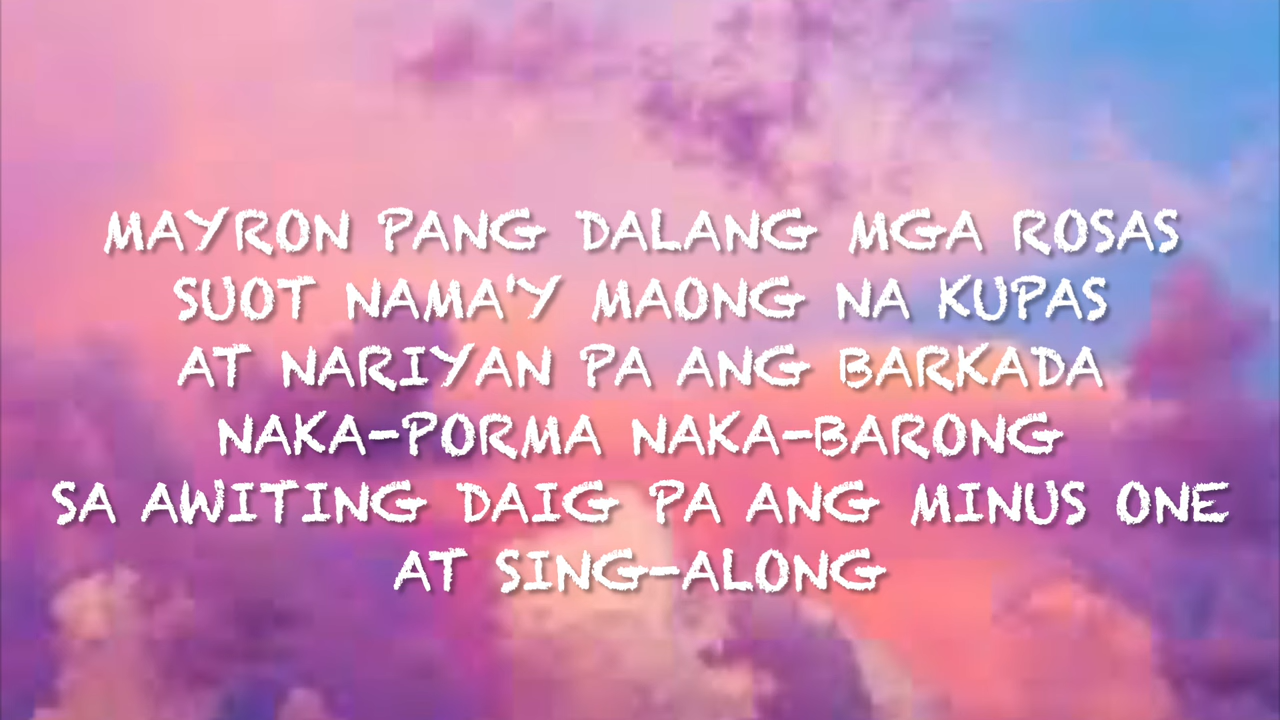 MAYRON PANG DALANG MGA ROSAS
SUOT NAMA'Y MAONG NA KUPAS
AT NARIYAN PA ANG BARKADA
NAKA-PORMA NAKA-BARONG
SA AWITING DAIG PA ANG MINUS ONE
AT SING-ALONG